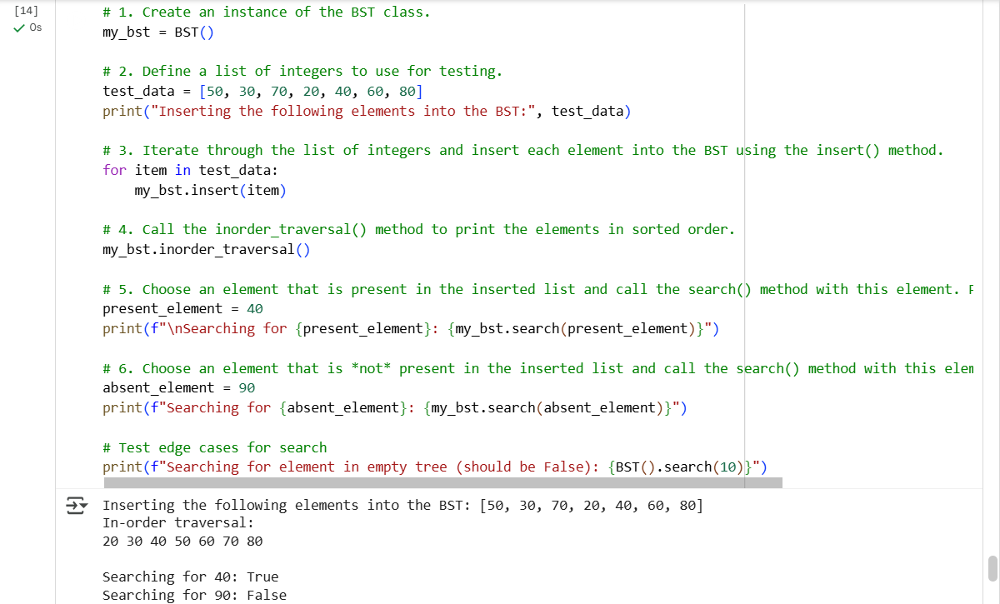 [14]
0s
# 1. Create an instance of the BST class.
my_bst = BST()
# 2. Define a list of integers to use for testing.
test_data = [50, 30, 70, 20, 40, 60, 80]
print("Inserting the following elements into the BST:", test_data)
# 3. Iterate through the list of integers and insert each element into the BST using the insert() method.
for item in test_data:
    my_bst.insert(item)
# 4. Call the inorder_traversal() method to print the elements in sorted order.
my_bst.inorder_traversal()
# 5. Choose an element that is present in the inserted list and call the search() method with this element.
present_element = 40
print(f"\nSearching for {present_element}: {my_bst.search(present_element)}")
# 6. Choose an element that is *not* present in the inserted list and call the search() method with this elem
absent_element = 90
print(f"Searching for {absent_element}: {my_bst.search(absent_element)}")
# Test edge cases for search
print(f"Searching for element in empty tree (should be False): {BST().search(10)}")
Inserting the following elements into the BST: [50, 30, 70, 20, 40, 60, 80]
In-order traversal:
20 30 40 50 60 70 80
Searching for 40: True
Searching for 90: False